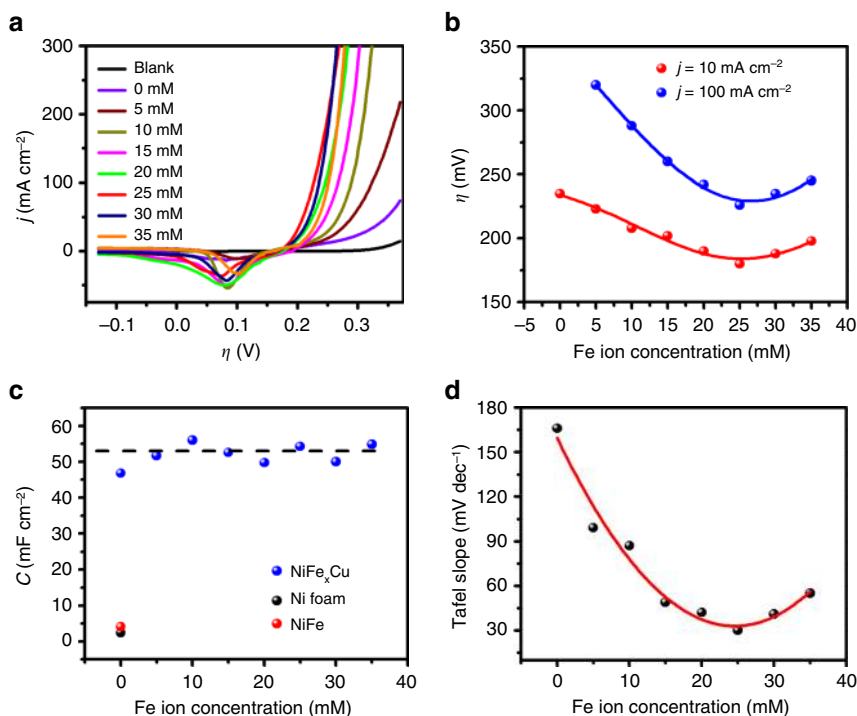 a
300
200
100
0
j (mA cm⁻²)
Blank
0 mM
5 mM
10 mM
15 mM
20 mM
25 mM
30 mM
35 mM
−0.1
0.0
0.1
0.2
0.3
η (V)
b
350
300
250
200
150
η (mV)
j = 10 mA cm⁻²
j = 100 mA cm⁻²
−5
0
5
10
15
20
25
30
35
40
Fe ion concentration (mM)
c
60
55
50
45
40
35
30
25
20
15
10
5
0
C (mF cm⁻²)
NiFeₓCu
Ni foam
NiFe
0
10
20
30
40
Fe ion concentration (mM)
d
180
150
120
90
60
30
Tafel slope (mV dec⁻¹)
0
10
20
30
40
Fe ion concentration (mM)